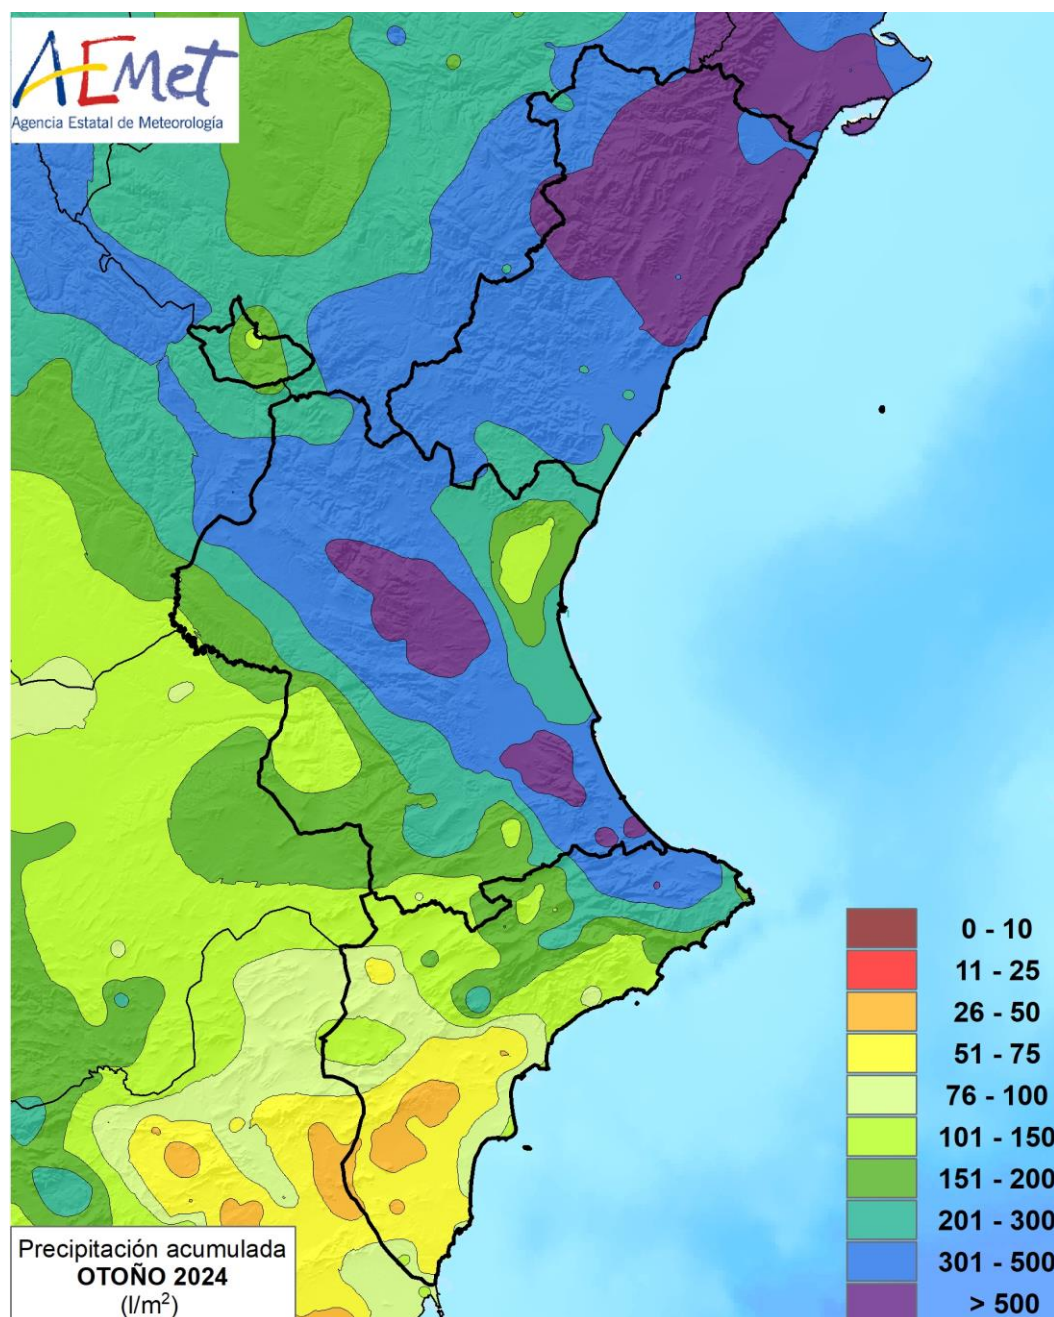 AEMet
Agencia Estatal de Meteorología
0 - 10
11 - 25
26 - 50
51 - 75
76 - 100
101 - 150
151 - 200
201 - 300
301 - 500
> 500
Precipitación acumulada
OTOÑO 2024
(l/m²)